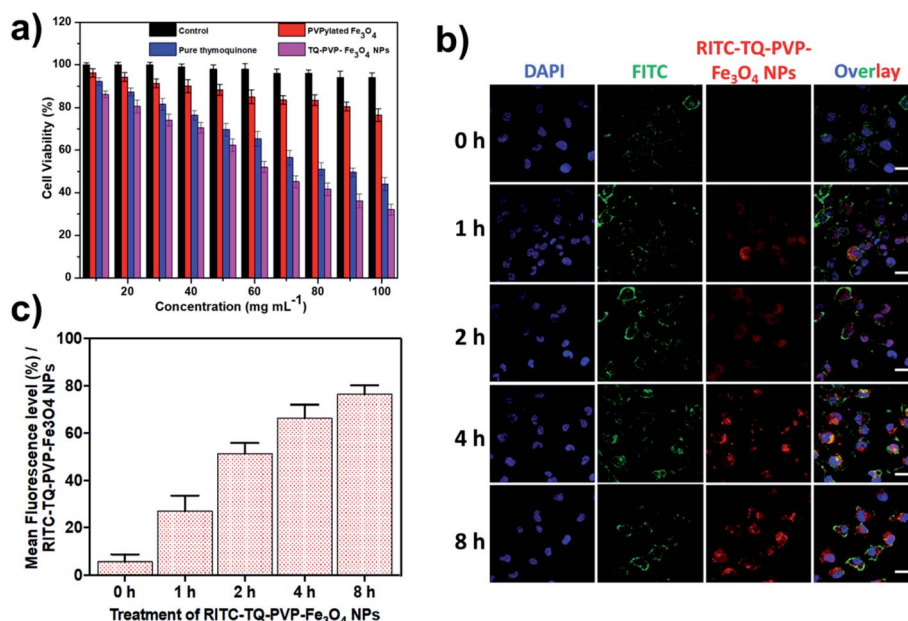 a)
Control
PVPylated Fe₃O₄
Pure thymoquinone
TQ-PVP- Fe₃O₄ NPs
Cell Viability (%)
120
100
80
60
40
20
0
20
40
60
80
100
Concentration (mg mL⁻¹)
b)
DAPI
FITC
RITC-TQ-PVP-
Fe₃O₄ NPs
Overlay
0 h
1 h
2 h
4 h
8 h
c)
Mean Fluorescence level (%) /
RITC-TQ-PVP-Fe3O4 NPs
100
80
60
40
20
0
0 h
1 h
2 h
4 h
8 h
Treatment of RITC-TQ-PVP-Fe₃O₄ NPs